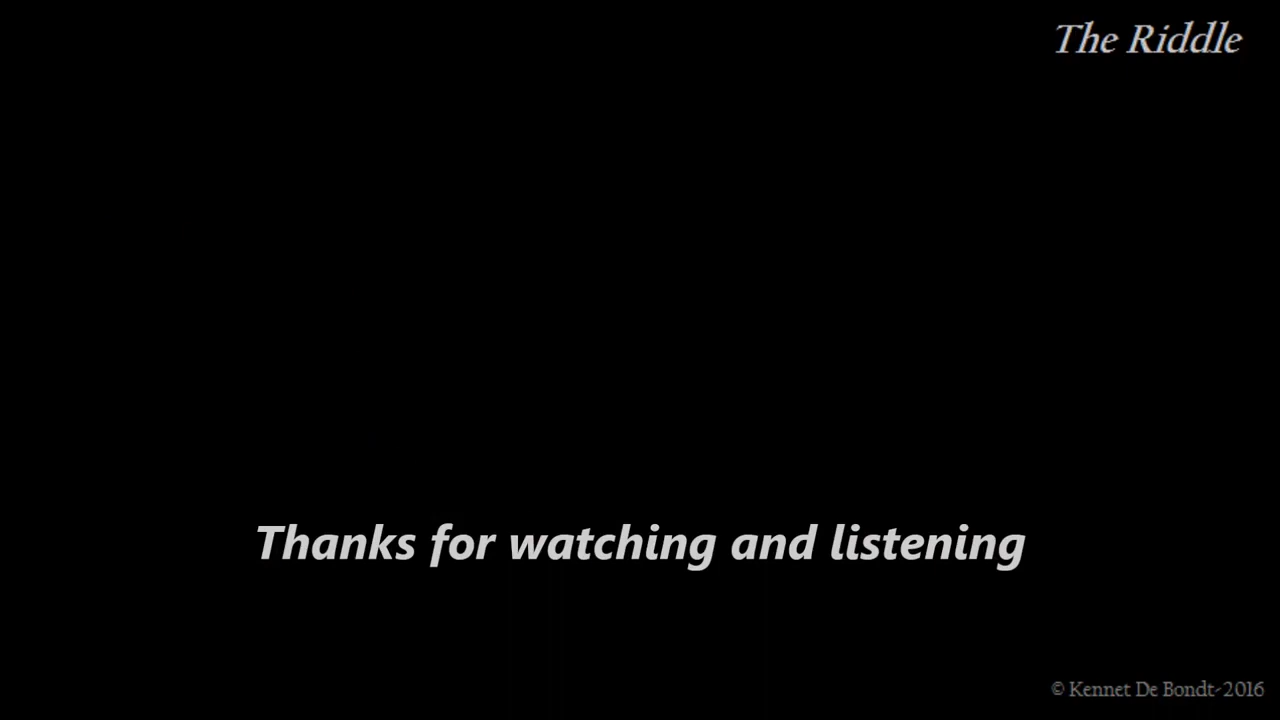 The Riddle
Thanks for watching and listening
© Kennet De Bondt-2016